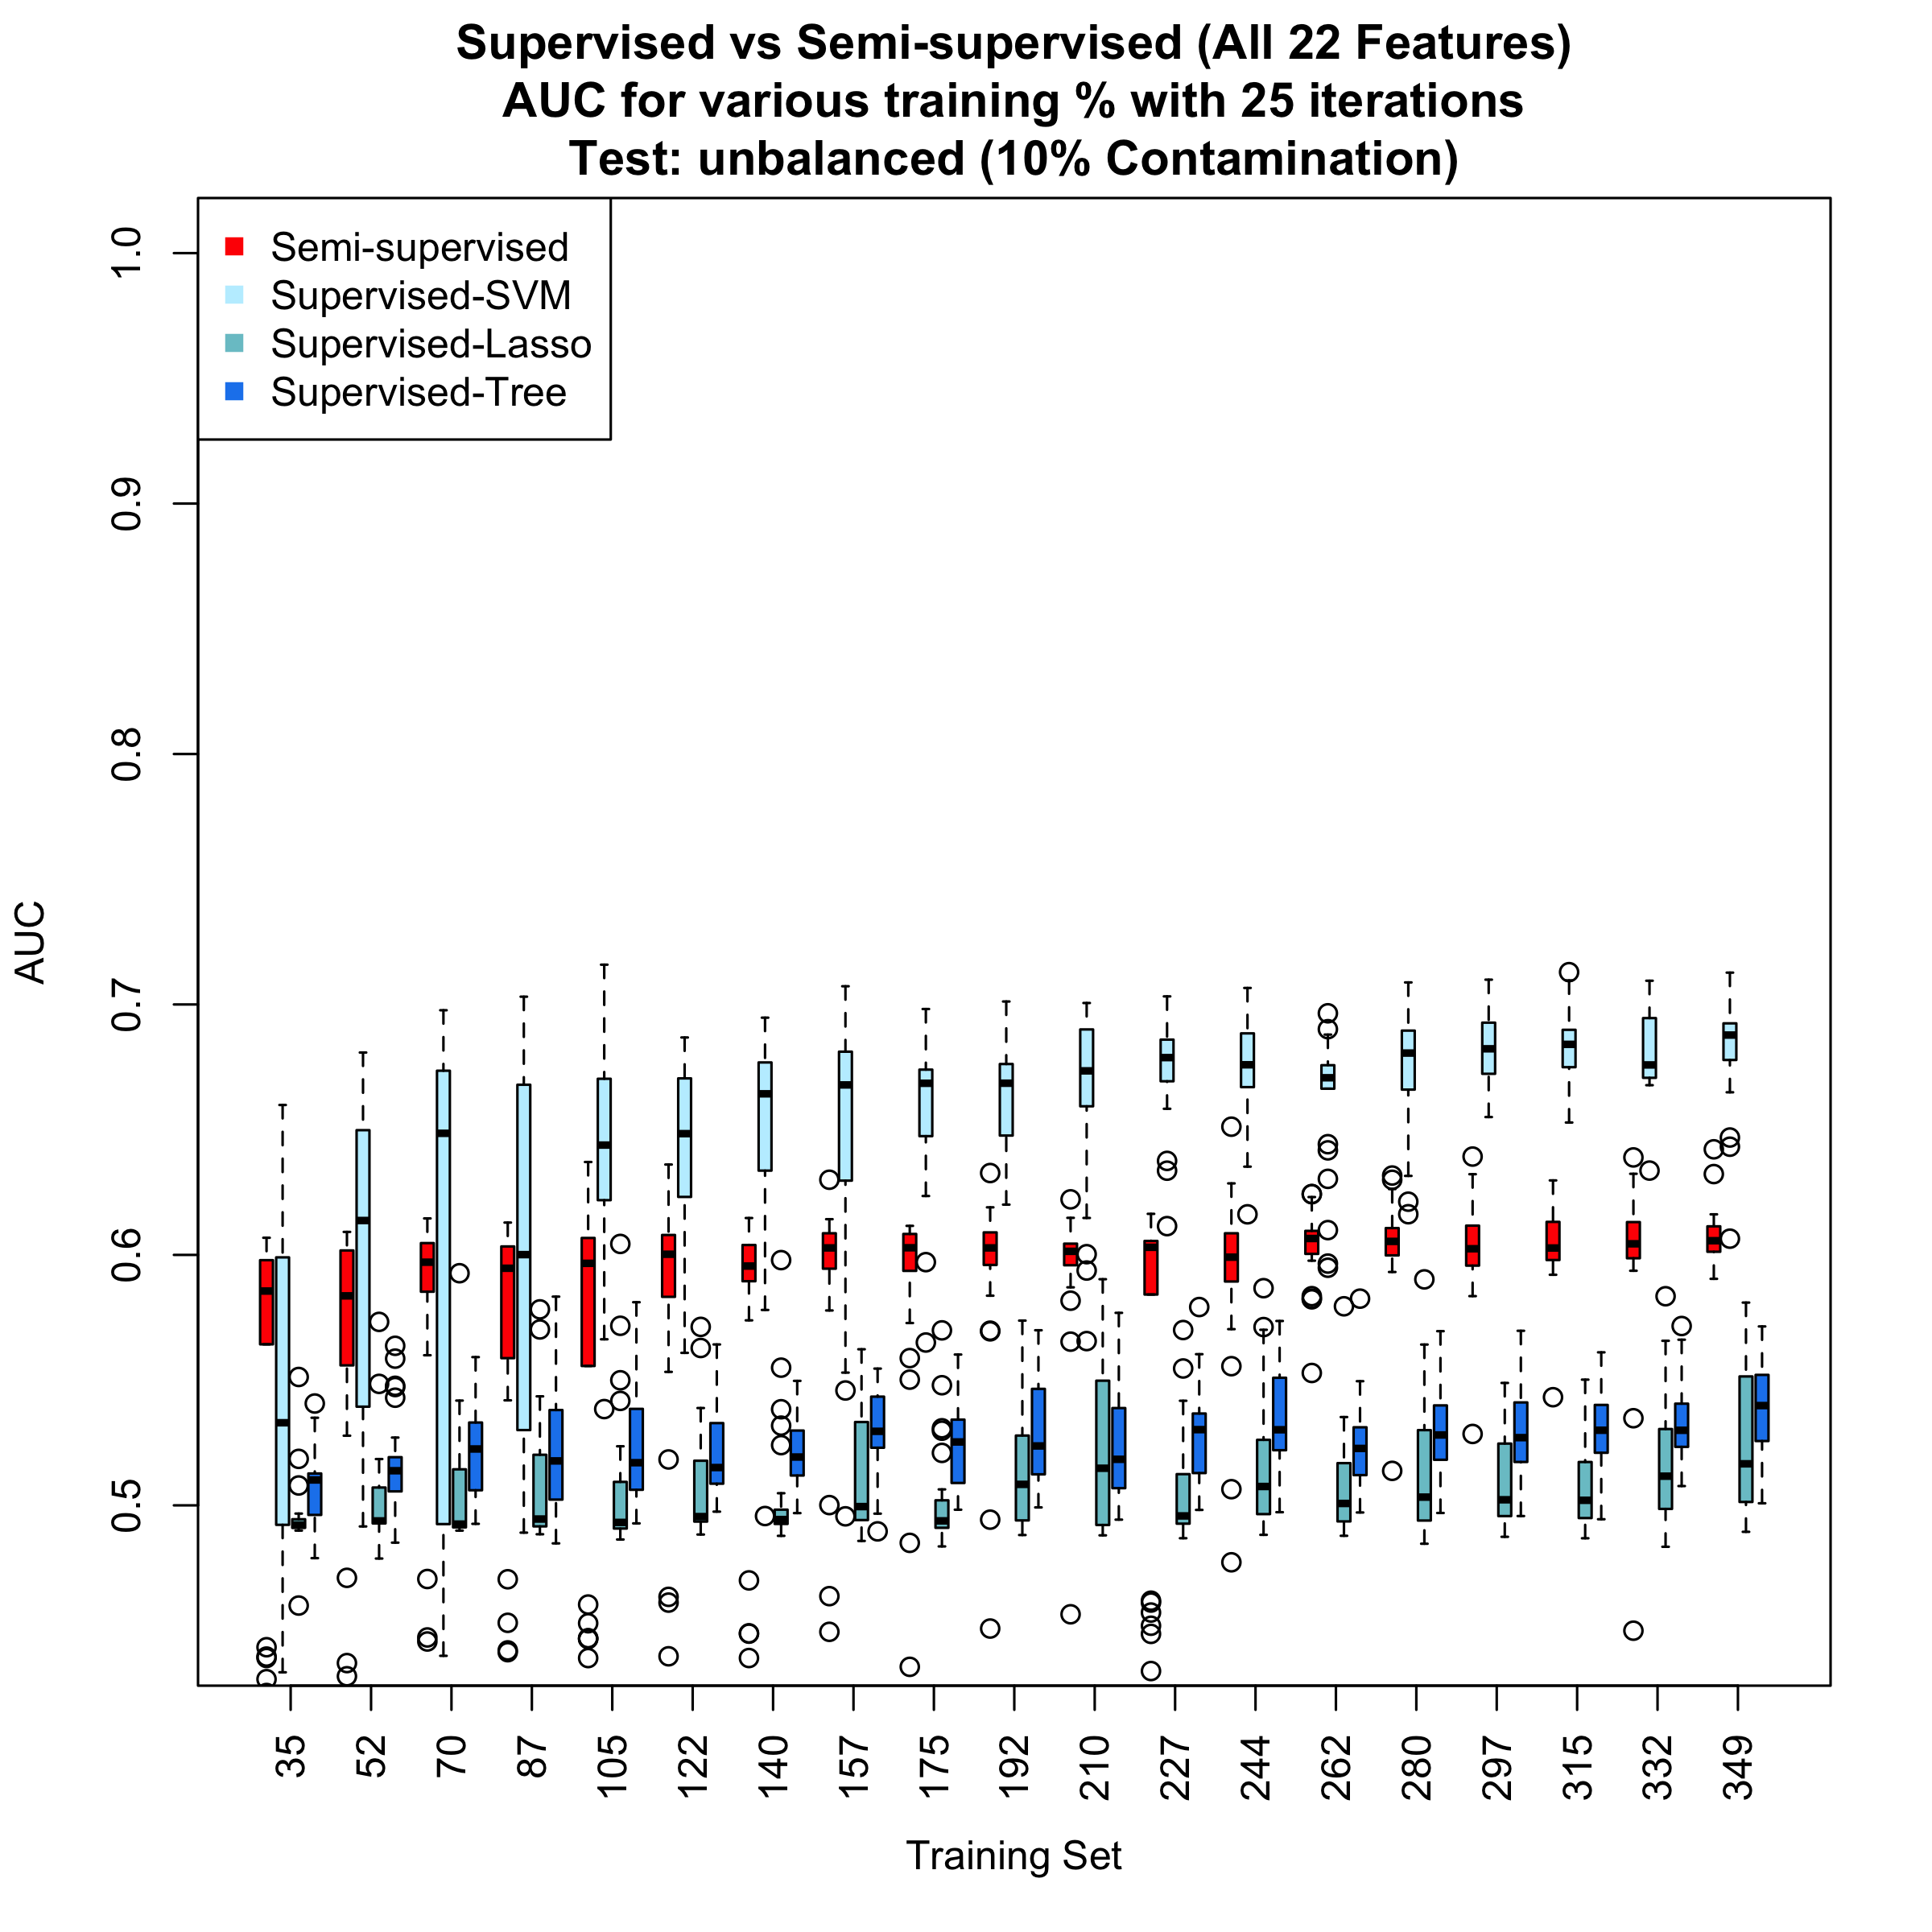 Supervised vs Semi-supervised (All 22 Features)
AUC for various training % with 25 iterations
Test: unbalanced (10% Contamination)
Semi-supervised
Supervised-SVM
Supervised-Lasso
Supervised-Tree
1.0
0.9
0.8
0.7
0.6
0.5
AUC
35 52 70 87 105 122 140 157 175 192 210 227 244 262 280 297 315 332 349
Training Set